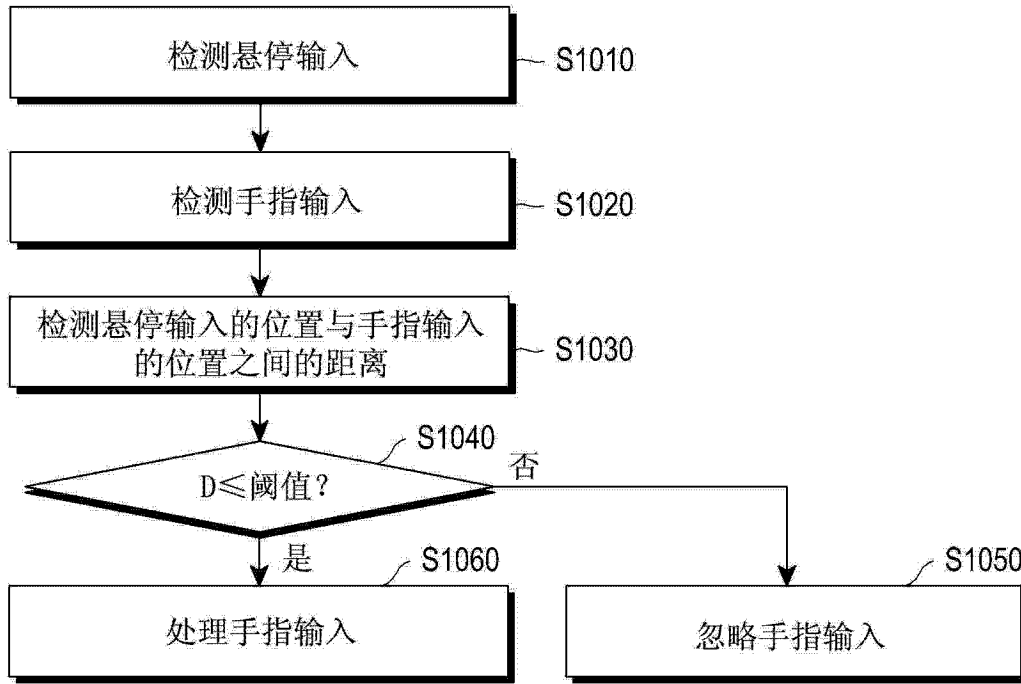 检测悬停输入
S1010
检测手指输入
S1020
检测悬停输入的位置与手指输入
的位置之间的距离
S1030
S1040
D≤阈值?
否
是
S1060
S1050
处理手指输入
忽略手指输入